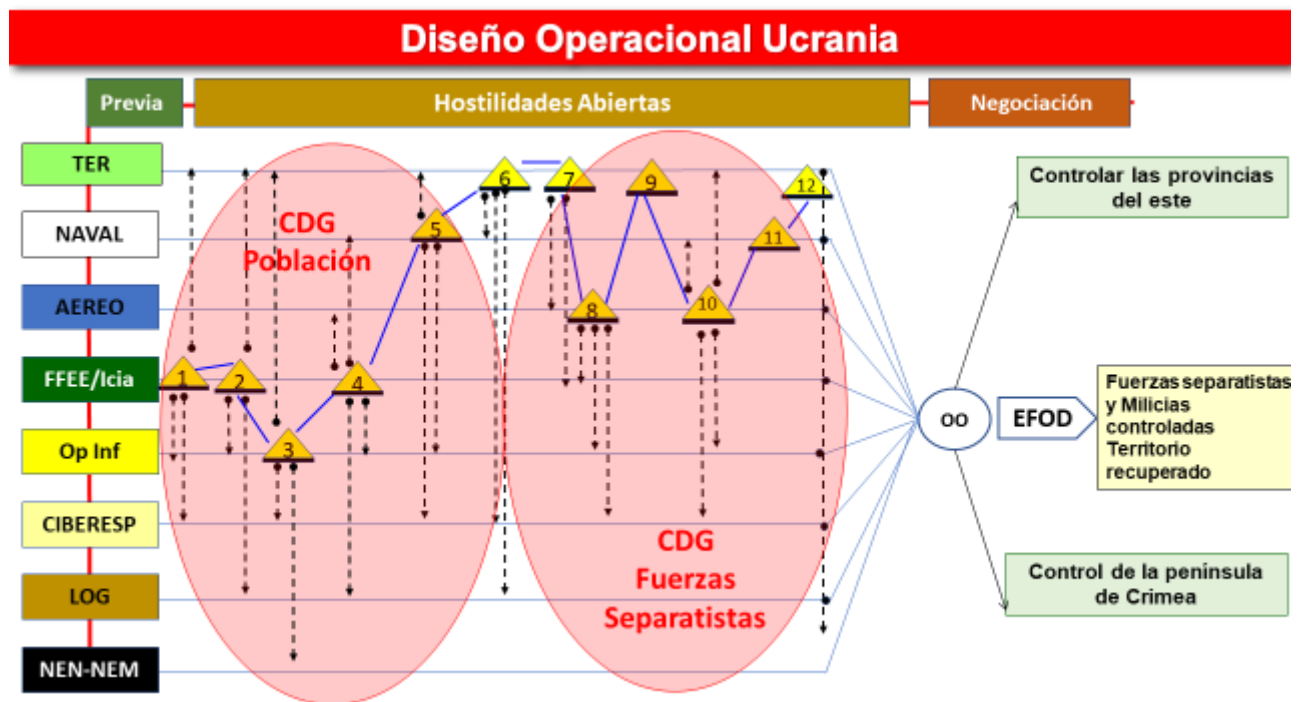 Diseño Operacional Ucrania
Previa
Hostilidades Abiertas
Negociación
TER
NAVAL
AEREO
FFEE/Icia
Op Inf
CIBERESP
LOG
NEN-NEM
CDG
Población
1
2
3
4
5
6
7
8
9
10
11
12
CDG
Fuerzas
Separatistas
OO
EFOD
Controlar las provincias
del este
Fuerzas separatistas
y Milicias
controladas
Territorio
recuperado
Control de la peninsula
de Crimea